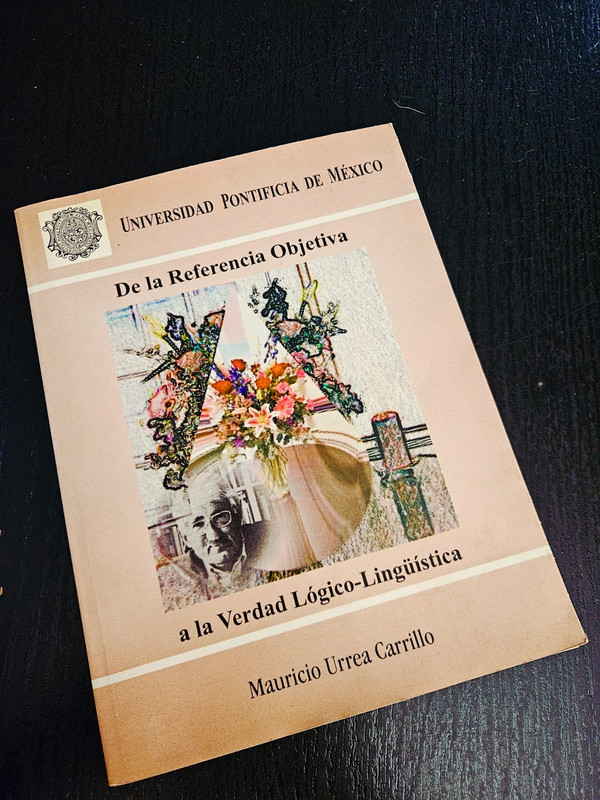 UNIVERSIDAD PONTIFICIA DE MÉXICO
De la Referencia Objetiva
a la Verdad Lógico-Lingüística
Mauricio Urrea Carrillo